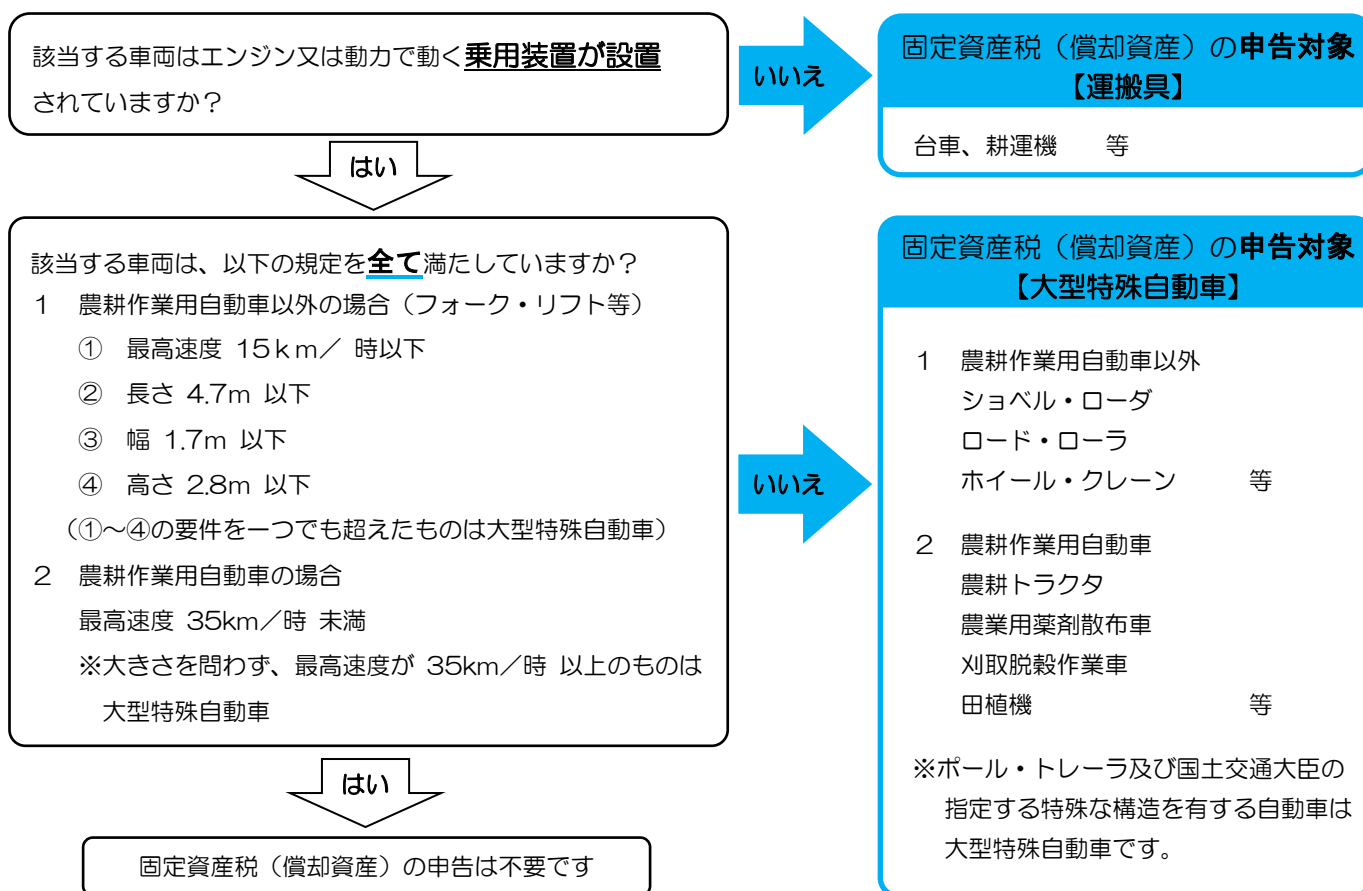 該当する車両はエンジン又は動力で動く乗用装置が設置
されていますか？
いいえ
固定資産税（償却資産）の申告対象
【運搬具】
台車、耕運機　　等
はい
該当する車両は、以下の規定を全て満たしていますか？
１　農耕作業用自動車以外の場合（フォーク・リフト等）
①　最高速度 15ｋｍ／ 時以下
②　長さ 4.7m 以下
③　幅 1.7m 以下
④　高さ 2.8m 以下
（①～④の要件を一つでも超えたものは大型特殊自動車）
２　農耕作業用自動車の場合
最高速度 35km／時 未満
※大きさを問わず、最高速度が 35km／時 以上のものは
大型特殊自動車
いいえ
固定資産税（償却資産）の申告対象
【大型特殊自動車】
１　農耕作業用自動車以外
ショベル・ローダ
ロード・ローラ
ホイール・クレーン　　　等
２　農耕作業用自動車
農耕トラクタ
農業用薬剤散布車
刈取脱穀作業車
田植機　　　　　　　　　等
※ポール・トレーラ及び国土交通大臣の
指定する特殊な構造を有する自動車は
大型特殊自動車です。
はい
固定資産税（償却資産）の申告は不要です